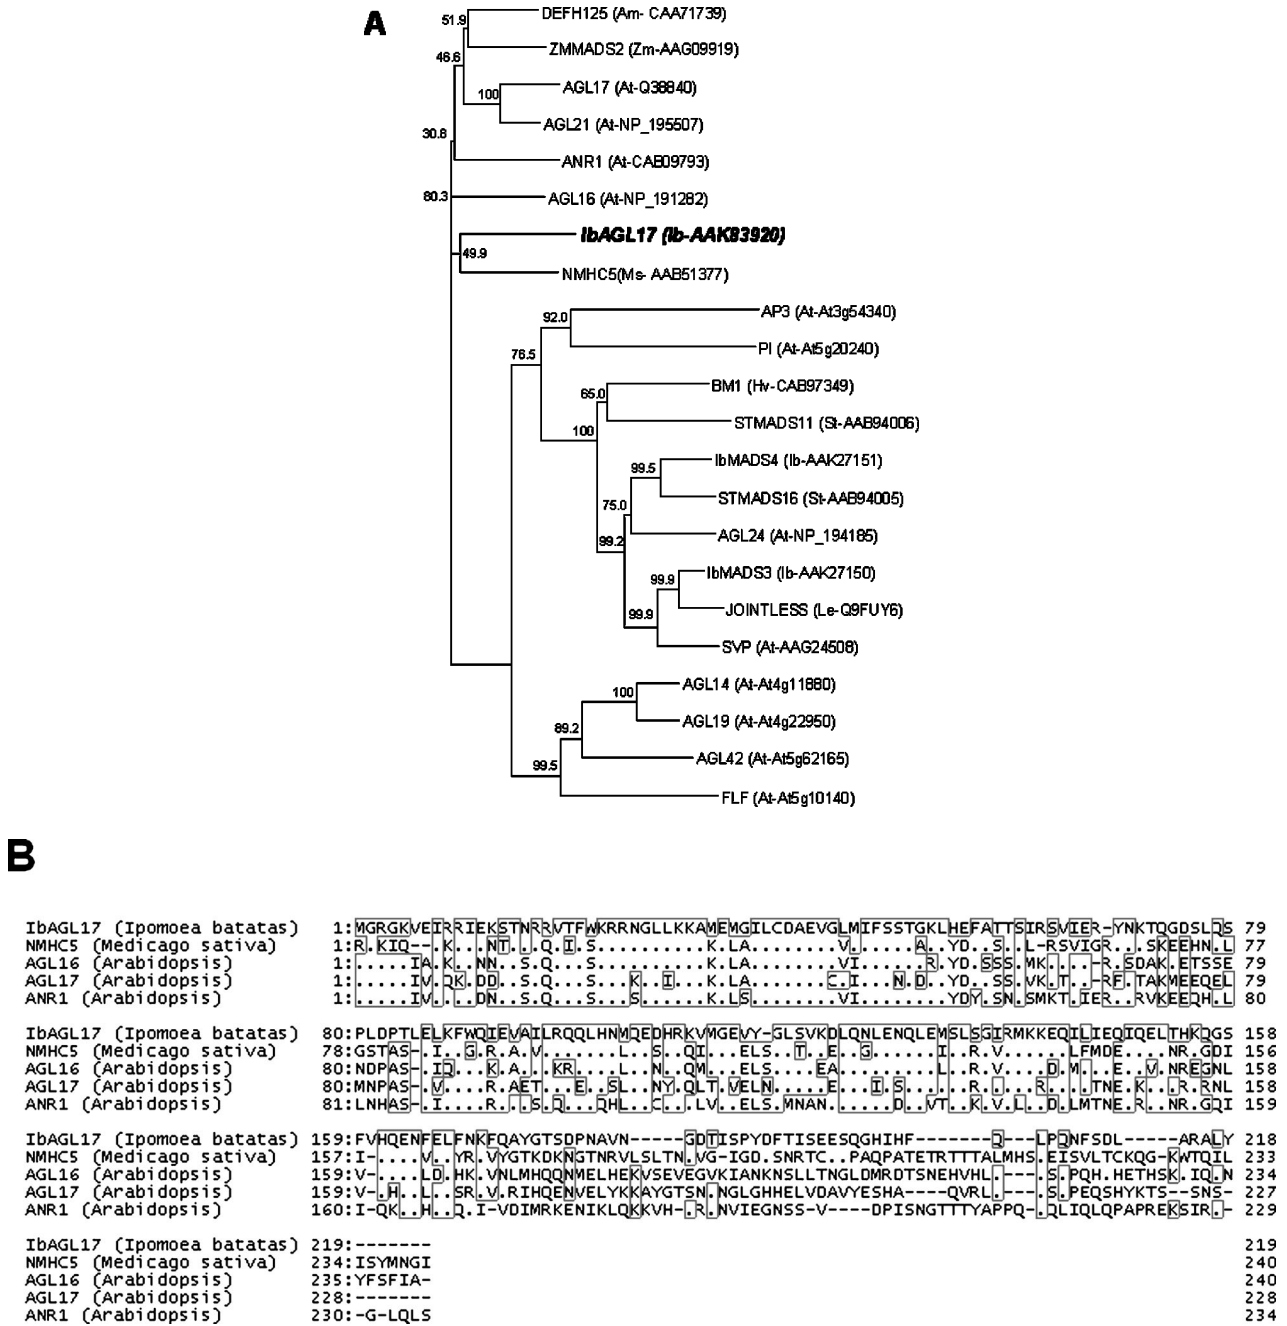 A
51.9
DEFH125 (Am- CAA71739)
46.6
ZMMADS2 (Zm-AAG09919)
100
AGL17 (At-Q38840)
AGL21 (At-NP_195507)
30.8
ANR1 (At-CAB09793)
80.3
AGL16 (At-NP_191282)
IbAGL17 (Ib-AAK83920)
49.9
NMHC5(Ms- AAB51377)
92.0
AP3 (At-At3g54340)
76.5
PI (At-At5g20240)
65.0
BM1 (Hv-CAB97349)
100
STMADS11 (St-AAB94006)
99.5
IbMADS4 (Ib-AAK27151)
75.0
STMADS16 (St-AAB94005)
99.2
AGL24 (At-NP_194185)
99.9
IbMADS3 (Ib-AAK27150)
99.9
JOINTLESS (Le-Q9FUY6)
SVP (At-AAG24508)
100
AGL14 (At-At4g11880)
89.2
AGL19 (At-At4g22950)
99.5
AGL42 (At-At5g62165)
FLF (At-At5g10140)
B
IbAGL17 (Ipomoea batatas) 1:MGRGKVEIRRIEKSTNRRVTFWKRRNGLLKKAMEMGILCDAEVGLMIFSSTGKLHEFATTSIRSVIER-YNKTQGDSLQS 79
NMHC5 (Medicago sativa) 1:R.KIQ--.K...NT..Q.I.S..........K.LA........V......A..YD..S..L-RSVIGR..SKEEHN.L 77
AGL16 (Arabidopsis) 1:.....IA.K..NN..S.Q...S..........K.LA........VI......R.YD.SSS.MK...-.R.SDAK.ETSSE 79
AGL17 (Arabidopsis) 1:.....IV.QK.DD..S.Q...S...K..I...K.LA.......C.I...N.D..YD..SS.VK.T..-RF.TAKMEEQEL 79
ANR1 (Arabidopsis) 1:.....IV...DN..S.Q...S...S......K.LS........VI........YDY.SN.SMKT.IER..RVKEEQH.L 80
IbAGL17 (Ipomoea batatas) 80:PLDPTLELKFWQIEVAILRQQLHNMQEDHRKVMGEVY-GLSVKDLQNLENQLEMSLSGIRMKKEQILIEQIQELTHKQGS 158
NMHC5 (Medicago sativa) 78:GSTAS-.I..G.R.A.V.......L..S..QI...ELS..T..E..G......I..R.V......LFMDE....NR.GDI 156
AGL16 (Arabidopsis) 80:NDPAS-.IQ...K.A...KR....L..N..QM...ELS...EA.........L..R.V....D.M..E..V.NREGNL 158
AGL17 (Arabidopsis) 80:MNPAS-.V....R..AET...E..SL..NY.QLT.VELN.....E...I.S......R.....R...TNE.K..R.RNL 158
ANR1 (Arabidopsis) 81:LNHAS-.I....R...S.Q...QHL..C...LV..ELS.MNAN......D..VT..K.V.L..D.LMTNE.R..NR.GQI 159
IbAGL17 (Ipomoea batatas) 159:FVHQENFELFNKFQAYGTSDPNAVN-----GDTISPYDFTISEESQGHIHF-------Q---LPQNFSDL-----ARALY 218
NMHC5 (Medicago sativa) 157:I-....V..YR.VYGTKDKNGTNRVLSLTN.VG-IGD.SNRTC..PAQPATETRTTTALMHS.EISVLTCKQG-KWTQIL 233
AGL16 (Arabidopsis) 159:V-...LD.HK.VNLMHQQNMELHEKVSEVEGVKIANKNSLLTNGLDMRDTSNEHVHL.---.S.PQH.HETHSK.IQ.N 234
AGL17 (Arabidopsis) 159:V-.H..L..SR..V.RIHQENVELYKKAYGTSN.NGLGHHELVDAVYESHA----QVRL.---.S.PEQSHYKTS--SNS- 227
ANR1 (Arabidopsis) 160:I-QK..H..Q.I-VDIMRKENIKLQKKVH-.R.NVIEGNSS-V----DPISNGTTTYAPPQ-.QLIQLQPAPREKSIR.- 229
IbAGL17 (Ipomoea batatas) 219:------- 219
NMHC5 (Medicago sativa) 234:ISYMNGI 240
AGL16 (Arabidopsis) 235:YFSFIA- 240
AGL17 (Arabidopsis) 228:------- 228
ANR1 (Arabidopsis) 230:-G-LQLS 234